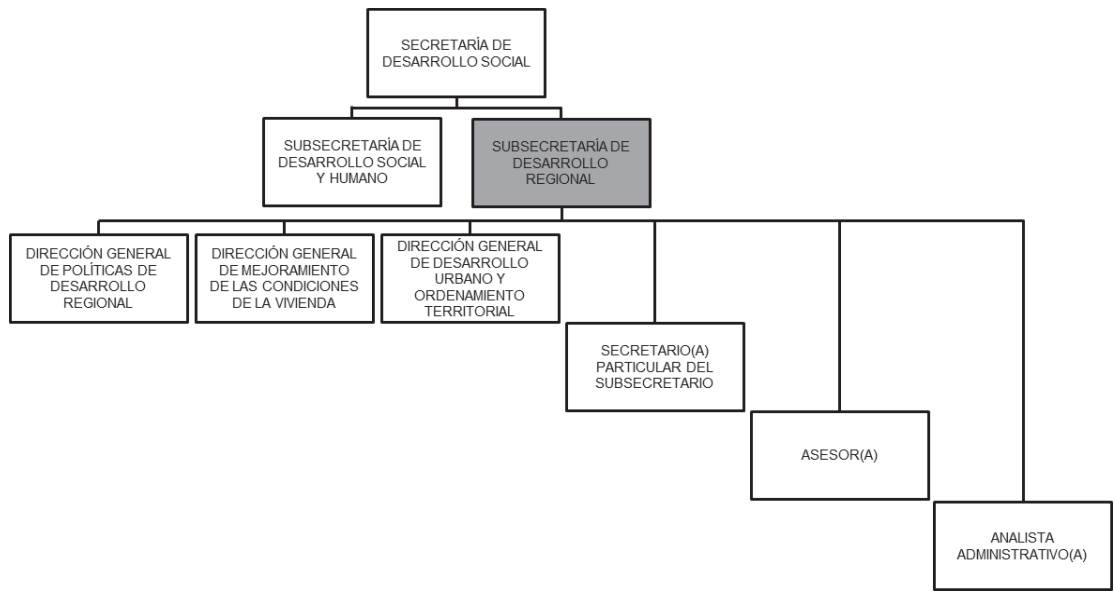 SECRETARÍA DE
DESARROLLO SOCIAL
SUBSECRETARÍA DE
DESARROLLO SOCIAL
Y HUMANO
SUBSECRETARÍA DE
DESARROLLO
REGIONAL
DIRECCIÓN GENERAL
DE POLÍTICAS DE
DESARROLLO
REGIONAL
DIRECCIÓN GENERAL
DE MEJORAMIENTO
DE LAS CONDICIONES
DE LA VIVIENDA
DIRECCIÓN GENERAL
DE DESARROLLO
URBANO Y
ORDENAMIENTO
TERRITORIAL
SECRETARIO(A)
PARTICULAR DEL
SUBSECRETARIO
ASESOR(A)
ANALISTA
ADMINISTRATIVO(A)